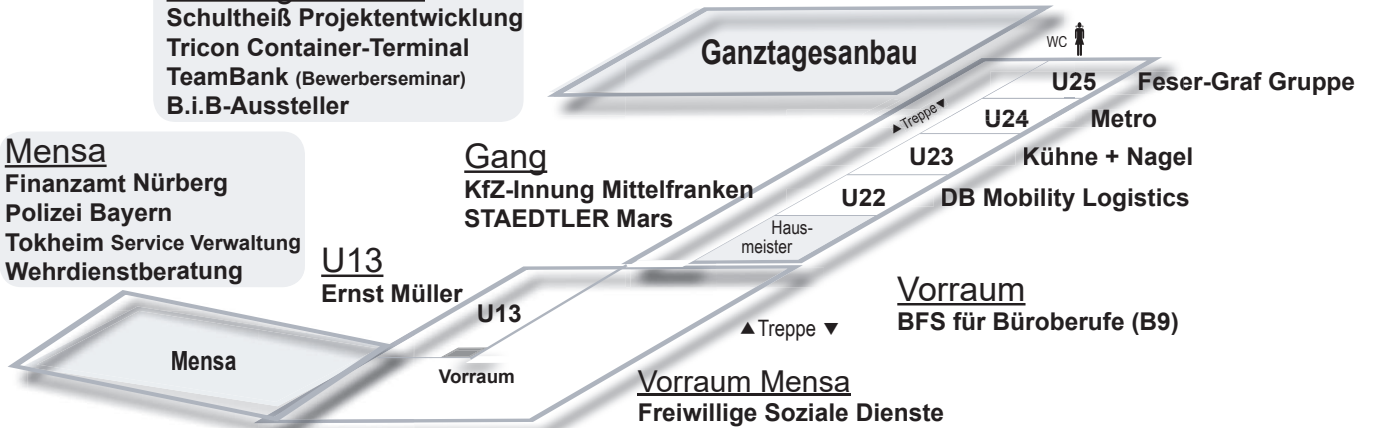 Schultheiß Projektentwicklung
Tricon Container-Terminal
TeamBank (Bewerberseminar)
B.i.B-Aussteller
Ganztagesanbau
WC
U25 Feser-Graf Gruppe
▲Treppe▼
U24 Metro
U23 Kühne + Nagel
U22 DB Mobility Logistics
Haus-
meister
Mensa
Finanzamt Nürberg
Polizei Bayern
Tokheim Service Verwaltung
Wehrdienstberatung
Gang
KfZ-Innung Mittelfranken
STAEDTLER Mars
U13
Ernst Müller
U13
Vorraum
BFS für Büroberufe (B9)
▲Treppe ▼
Mensa
Vorraum
Vorraum Mensa
Freiwillige Soziale Dienste